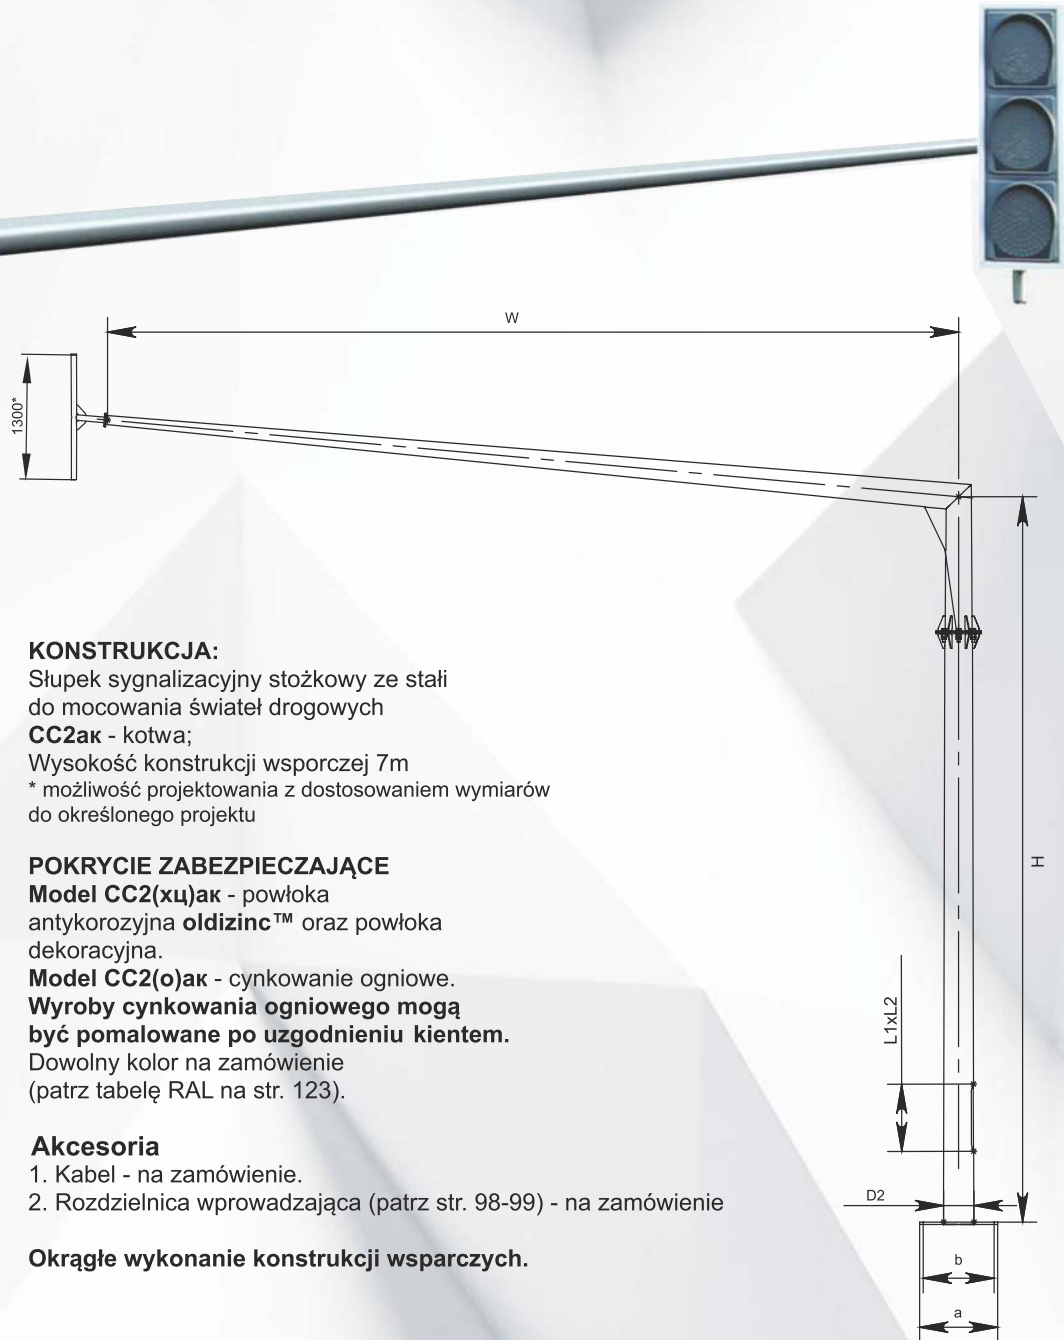 W
1300*
KONSTRUKCJA:
Słupek sygnalizacyjny stożkowy ze stałi
do mocowania świateł drogowych
СС2ак - kotwa;
Wysokość konstrukcji wsporczej 7m
* możliwość projektowania z dostosowaniem wymiarów
do określonego projektu
H
POKRYCIE ZABEZPIECZAJĄCE
Model СС2(хц)ак - powłoka
antykorozyjna oldizinc™ oraz powłoka
dekoracyjna.
Model СС2(о)ак - cynkowanie ogniowe.
Wyroby cynkowania ogniowego mogą
być pomalowane po uzgodnieniu kientem.
Dowolny kolor na zamówienie
(patrz tabelę RAL na str. 123).
L1xL2
Akcesoria
1. Kabel - na zamówienie.
2. Rozdzielnica wprowadzająca (patrz str. 98-99) - na zamówienie
D2
Okrągłe wykonanie konstrukcji wsparczych.
b
a